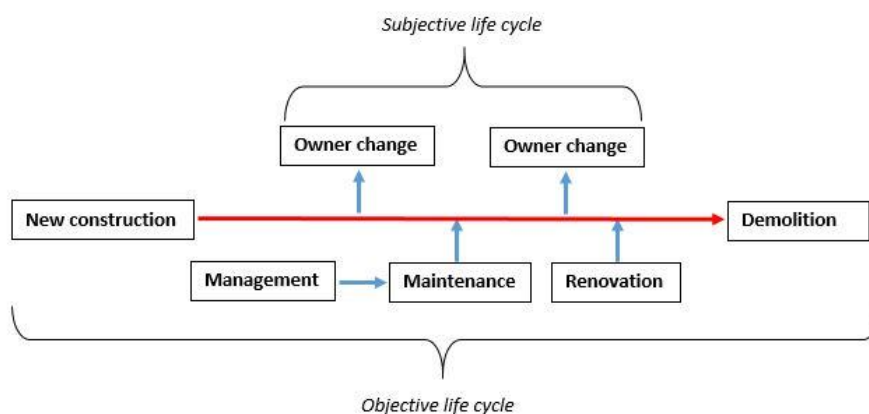 Subjective life cycle
Owner change
Owner change
New construction
Demolition
Management
Maintenance
Renovation
Objective life cycle